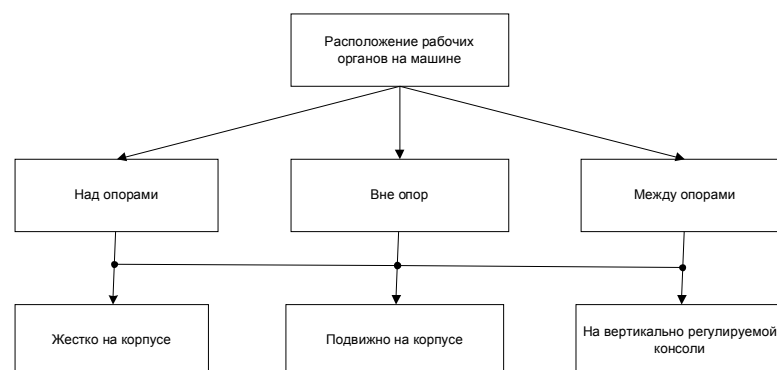 Расположение рабочих
органов на машине
Над опорами
Вне опор
Между опорами
Жестко на корпусе
Подвижно на корпусе
На вертикально регулируемой
консоли